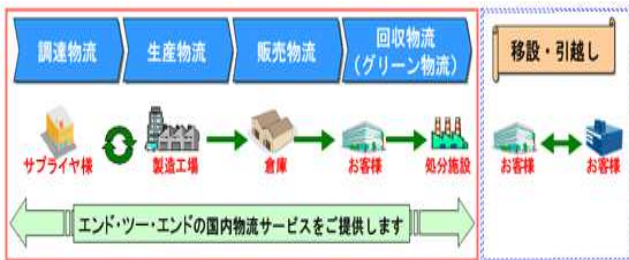 調達物流
生産物流
販売物流
回収物流
(グリーン物流)
移設・引越し
サプライヤ様
製造工場
倉庫
お客様
処分施設
お客様
お客様
エンド・ツー・エンドの国内物流サービスをご提供します